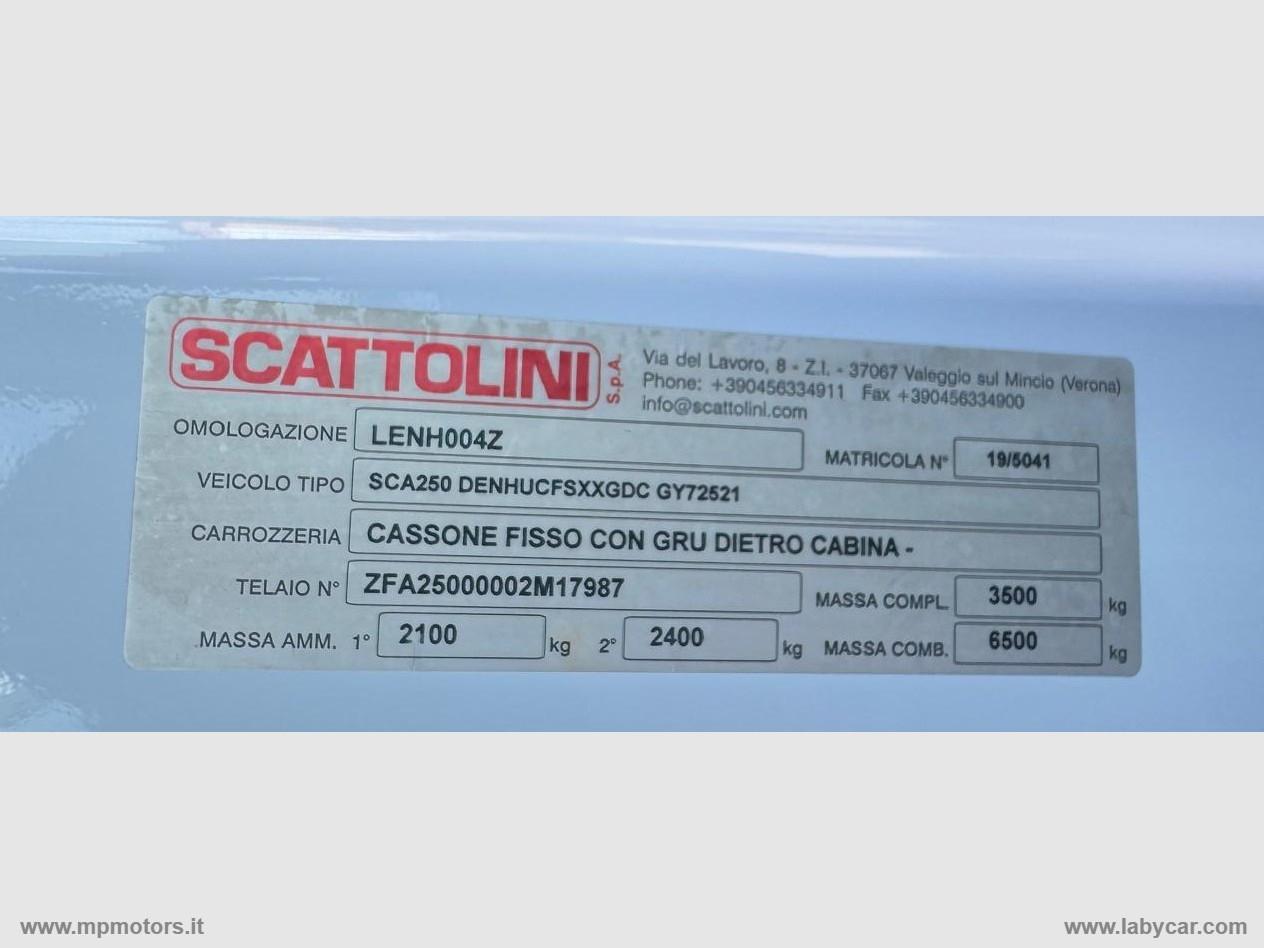 SCATTOLINI S.p.A.
Via del Lavoro, 8 - Z.I. - 37067 Valeggio sul Mincio (Verona)
Phone: +390456334911 Fax +390456334900
info@scattolini.com
OMOLOGAZIONE LENH004Z MATRICOLA N° 19/5041
VEICOLO TIPO SCA250 DENHUCFSXXGDC GY72521
CARROZZERIA CASSONE FISSO CON GRU DIETRO CABINA -
TELAIO N° ZFA25000002M17987 MASSA COMPL. 3500 kg
MASSA AMM. 1° 2100 kg 2° 2400 kg MASSA COMB. 6500 kg
www.mpmotors.it www.labycar.com